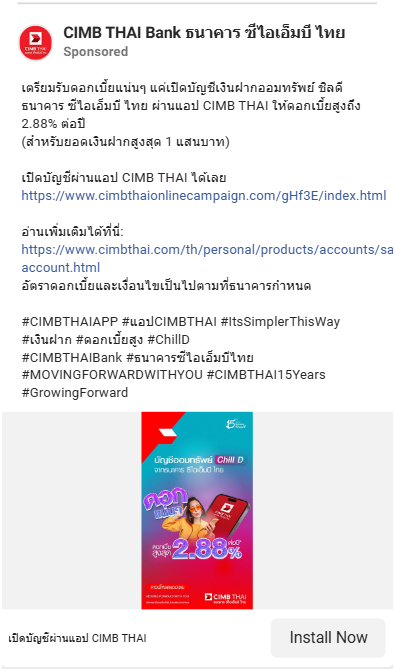 CIMB THAI Bank ธนาคาร ซีไอเอ็มบี ไทย
Sponsored
เตรียมรับดอกเบี้ยแน่นๆ แค่เปิดบัญชีเงินฝากออมทรัพย์ ชิลดี
ธนาคาร ซีไอเอ็มบี ไทย ผ่านแอป CIMB THAI ให้ดอกเบี้ยสูงถึง
2.88% ต่อปี
(สำหรับยอดเงินฝากสูงสุด 1 แสนบาท)
เปิดบัญชีผ่านแอป CIMB THAI ได้เลย
https://www.cimbthaionlinecampaign.com/gHf3E/index.html
อ่านเพิ่มเติมได้ที่นี่:
https://www.cimbthai.com/th/personal/products/accounts/sa
account.html
อัตราดอกเบี้ยและเงื่อนไขเป็นไปตามที่ธนาคารกำหนด
#CIMBTHAIAPP #แอปCIMBTHAI #ItsSimplerThisWay
#เงินฝาก #ดอกเบี้ยสูง #ChillD
#CIMBTHAIBank #ธนาคารซีไอเอ็มบีไทย
#MOVINGFORWARDWITHYOU #CIMBTHAI15Years
#GrowingForward
บัญชีออมทรัพย์ Chill D
จากธนาคาร ซีไอเอ็มบี ไทย
ดอก
แน่นๆ
ดอกเบี้ย
สูงสุด 2.88% ต่อปี*
CIMB THAI
เปิดบัญชีผ่านแอป CIMB THAI
Install Now